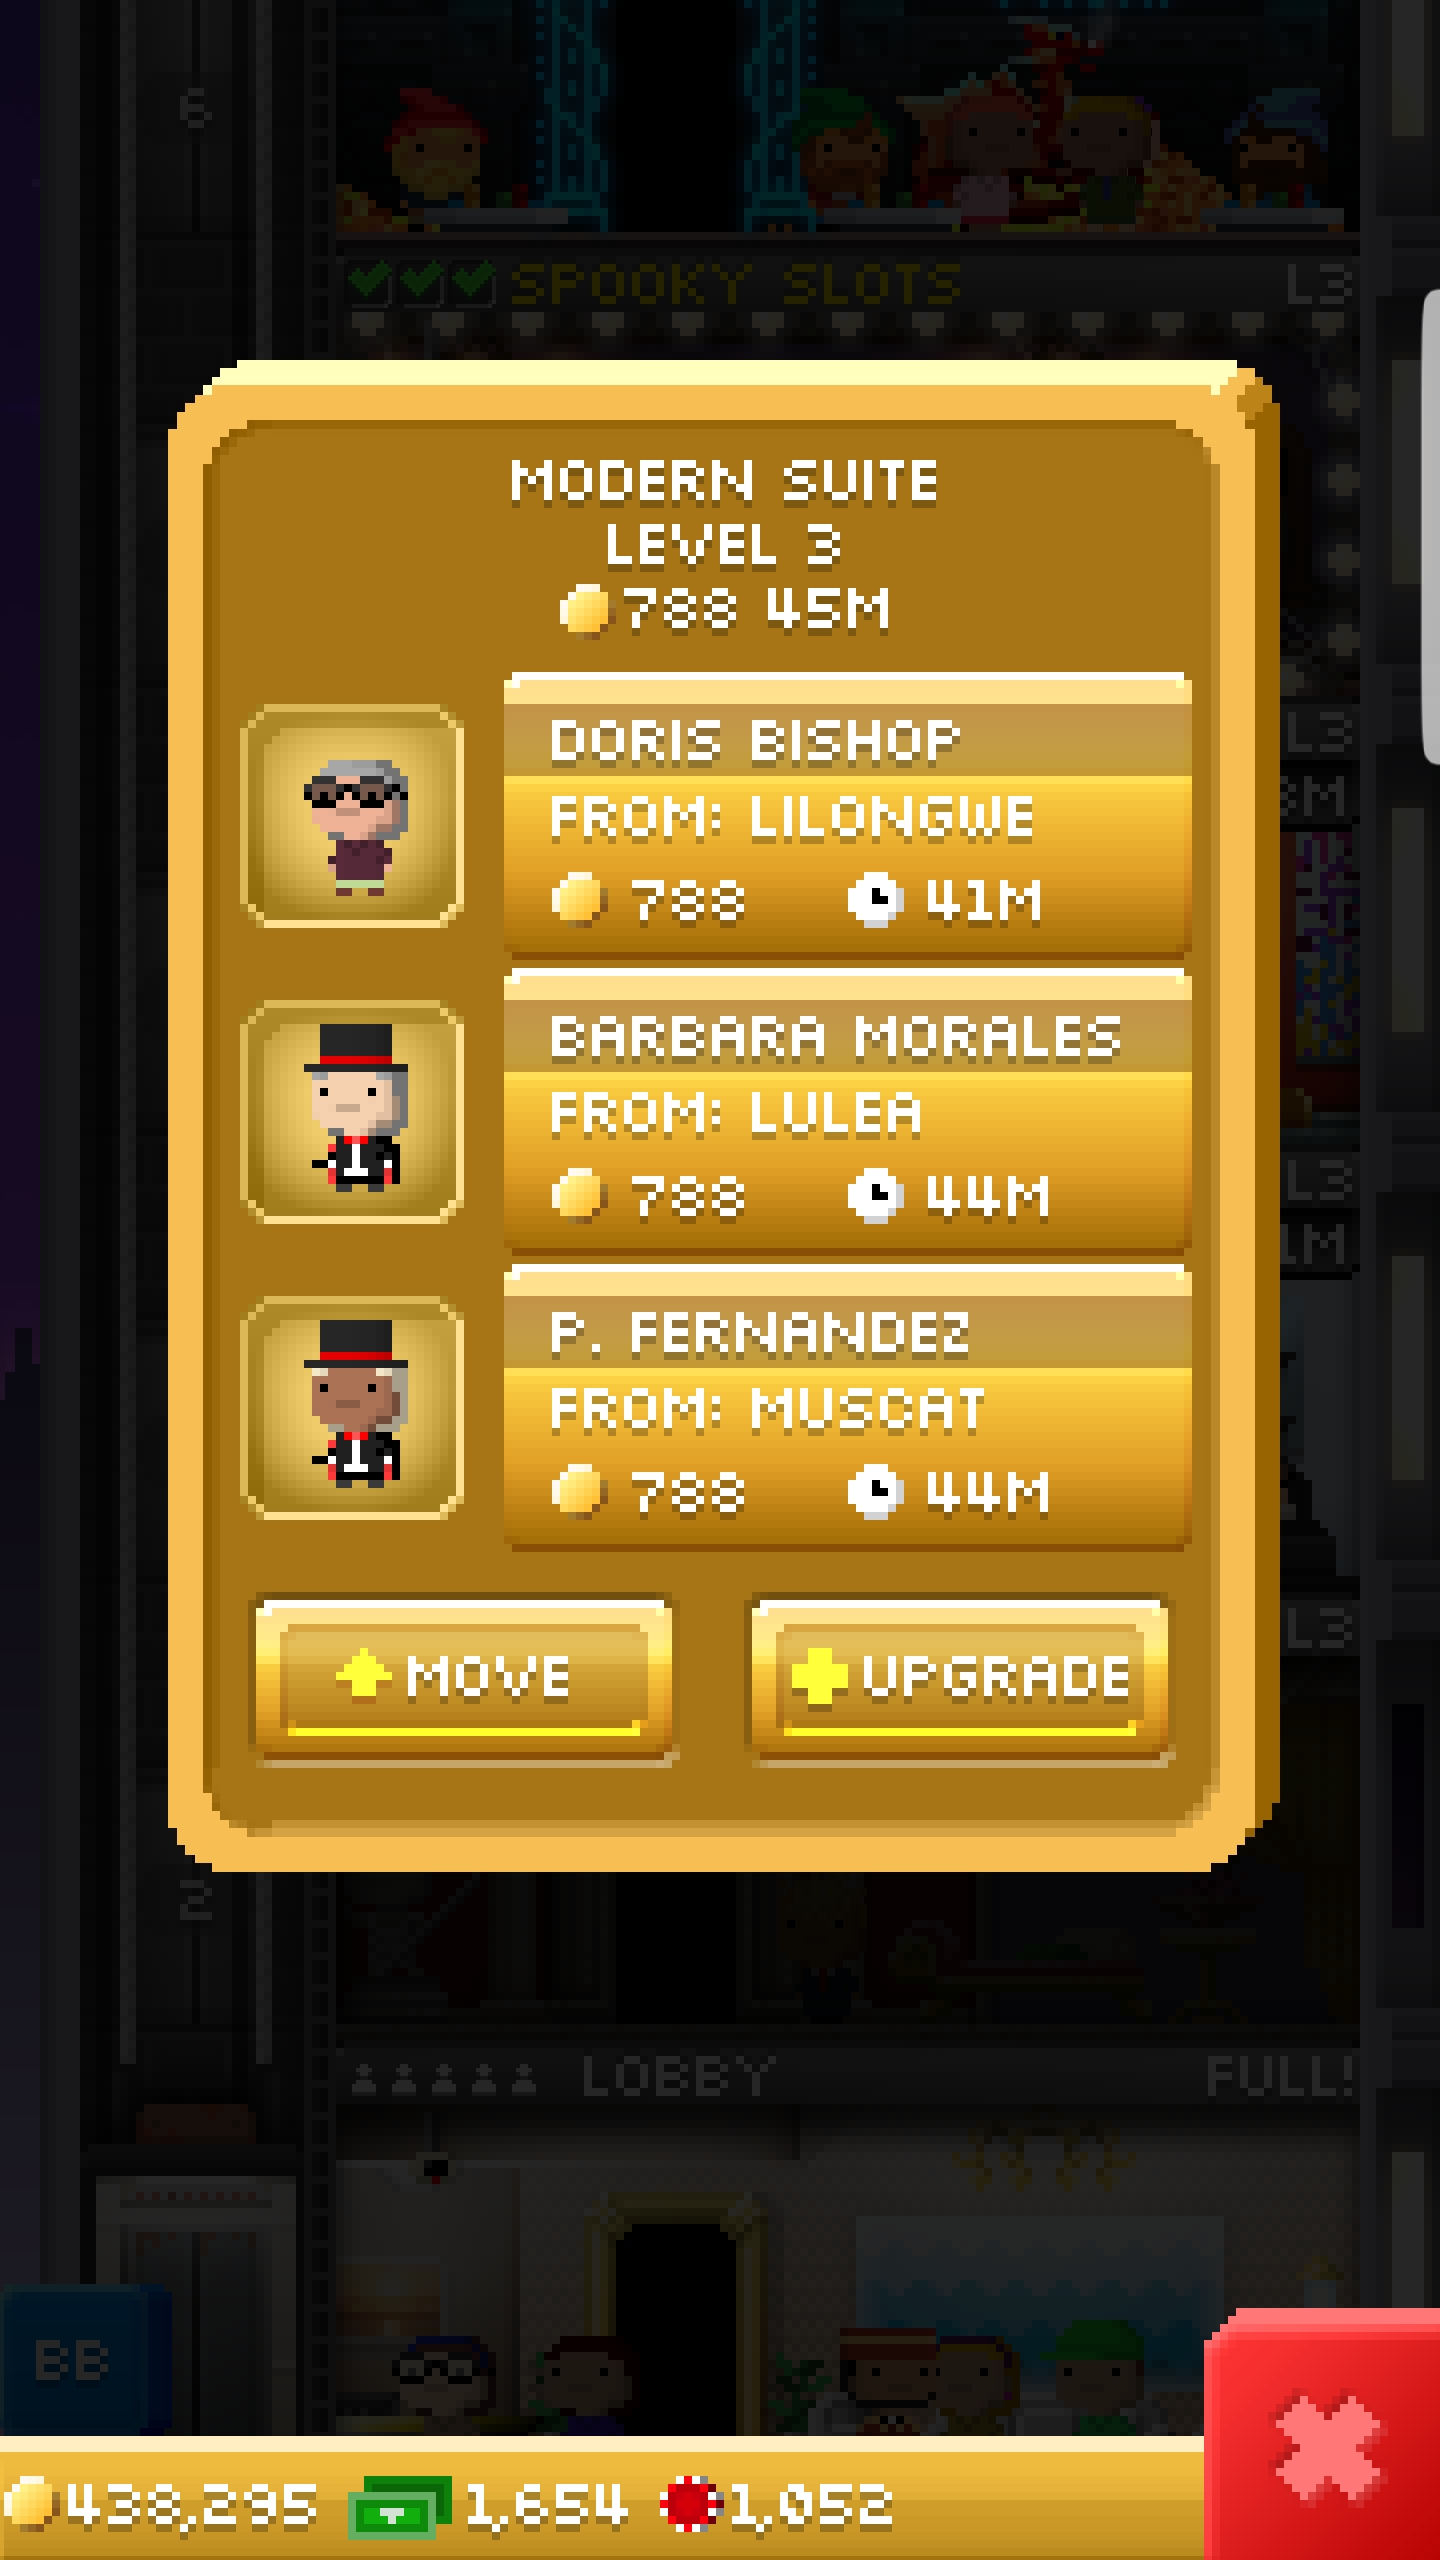 6
SPOOKY SLOTS L3
MODERN SUITE
LEVEL 3
788 45M
L3
DORIS BISHOP
FROM: LILONGWE
788 41M
BARBARA MORALES
FROM: LULEA
L3
788 44M
P. FERNANDEZ
FROM: MUSCAT
788 44M
L3
MOVE UPGRADE
2
LOBBY FULL!
BB
438,295 1,654 1,052